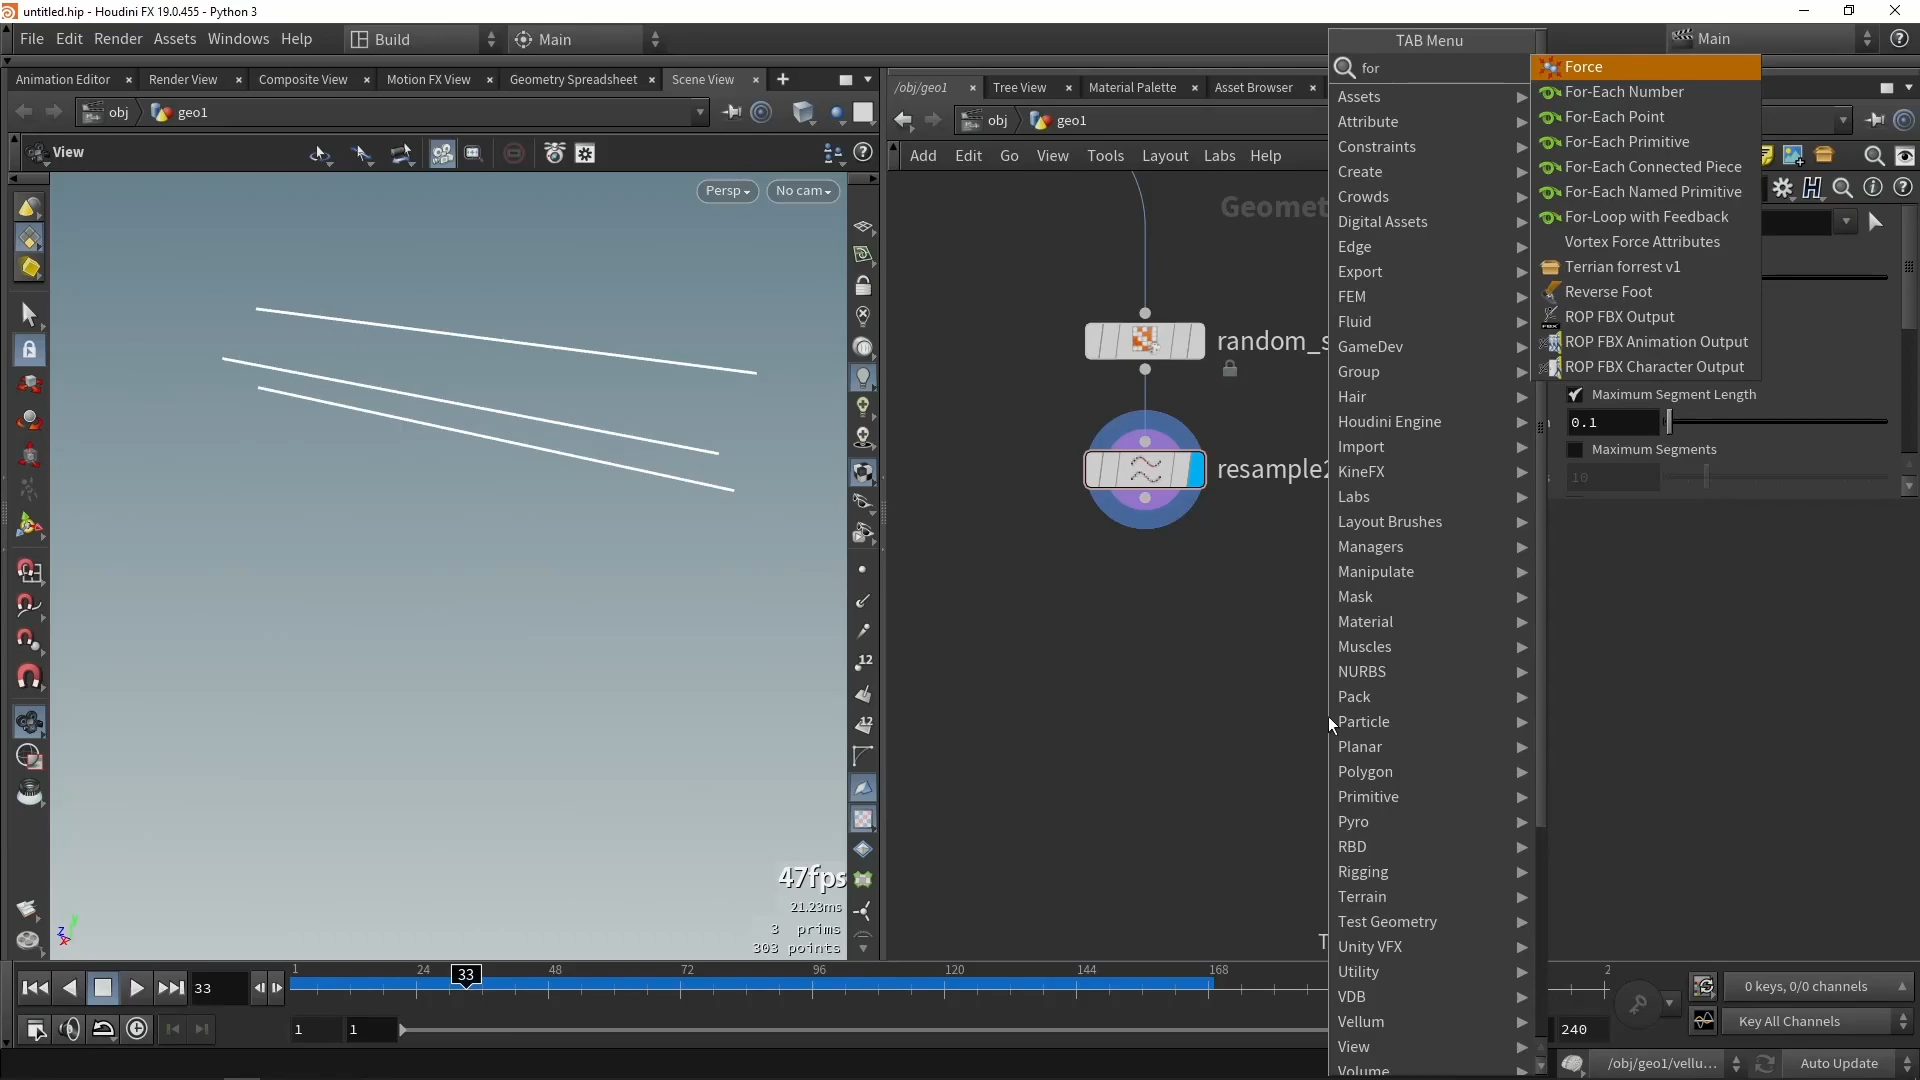 untitled.hip - Houdini FX 19.0.455 - Python 3
File Edit Render Assets Windows Help
Build
Main
Main
Animation Editor
Render View
Composite View
Motion FX View
Geometry Spreadsheet
Scene View
obj
geo1
View
Persp
No cam
47fps
21.23ms
3 prims
303 points
12
12
z
y
x
/obj/geo1
Tree View
Material Palette
Asset Browser
obj
geo1
Add Edit Go View Tools Layout Labs Help
Geomet
random_s
resample2
T
TAB Menu
for
Assets
Attribute
Constraints
Create
Crowds
Digital Assets
Edge
Export
FEM
Fluid
GameDev
Group
Hair
Houdini Engine
Import
KineFX
Labs
Layout Brushes
Managers
Manipulate
Mask
Material
Muscles
NURBS
Pack
Particle
Planar
Polygon
Primitive
Pyro
RBD
Rigging
Terrain
Test Geometry
Unity VFX
Utility
VDB
Vellum
View
Volume
Force
For-Each Number
For-Each Point
For-Each Primitive
For-Each Connected Piece
For-Each Named Primitive
For-Loop with Feedback
Vortex Force Attributes
Terrian forrest v1
Reverse Foot
ROP FBX Output
ROP FBX Animation Output
ROP FBX Character Output
Maximum Segment Length
0.1
Maximum Segments
10
33
1 24 33 48 72 96 120 144 168 2
1
1
240
0 keys, 0/0 channels
Key All Channels
/obj/geo1/vellu...
Auto Update